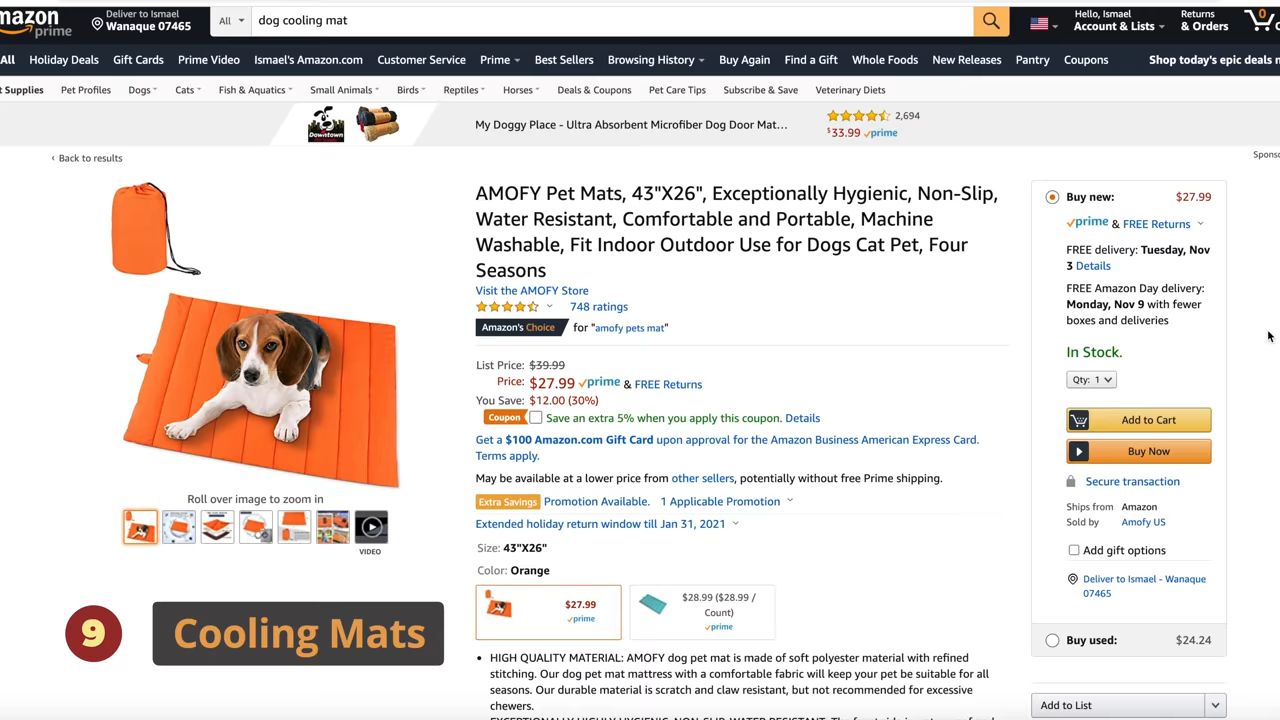 amazon
prime
Deliver to Ismael
Wanaque 07465
All
dog cooling mat
Hello, Ismael
Account & Lists
Returns
& Orders
0
All
Holiday Deals
Gift Cards
Prime Video
Ismael's Amazon.com
Customer Service
Prime
Best Sellers
Browsing History
Buy Again
Find a Gift
Whole Foods
New Releases
Pantry
Coupons
Shop today's epic deals
t Supplies
Pet Profiles
Dogs
Cats
Fish & Aquatics
Small Animals
Birds
Reptiles
Horses
Deals & Coupons
Pet Care Tips
Subscribe & Save
Veterinary Diets
Downtown
My Doggy Place - Ultra Absorbent Microfiber Dog Door Mat...
2,694
$33.99 prime
‹ Back to results
Sponso
AMOFY Pet Mats, 43"X26", Exceptionally Hygienic, Non-Slip,
Water Resistant, Comfortable and Portable, Machine
Washable, Fit Indoor Outdoor Use for Dogs Cat Pet, Four
Seasons
Visit the AMOFY Store
748 ratings
Amazon's Choice for "amofy pets mat"
List Price: $39.99
Price: $27.99 prime & FREE Returns
You Save: $12.00 (30%)
Coupon Save an extra 5% when you apply this coupon. Details
Get a $100 Amazon.com Gift Card upon approval for the Amazon Business American Express Card.
Terms apply.
May be available at a lower price from other sellers, potentially without free Prime shipping.
Extra Savings Promotion Available. 1 Applicable Promotion
Extended holiday return window till Jan 31, 2021
Size: 43"X26"
Color: Orange
$27.99
prime
$28.99 ($28.99 /
Count)
prime
• HIGH QUALITY MATERIAL: AMOFY dog pet mat is made of soft polyester material with refined
stitching. Our dog pet mat mattress with a comfortable fabric will keep your pet be suitable for all
seasons. Our durable material is scratch and claw resistant, but not recommended for excessive
chewers.
Roll over image to zoom in
VIDEO
9
Cooling Mats
Buy new: $27.99
prime & FREE Returns
FREE delivery: Tuesday, Nov
3 Details
FREE Amazon Day delivery:
Monday, Nov 9 with fewer
boxes and deliveries
In Stock.
Qty: 1
Add to Cart
Buy Now
Secure transaction
Ships from Amazon
Sold by Amofy US
Add gift options
Deliver to Ismael - Wanaque
07465
Buy used: $24.24
Add to List